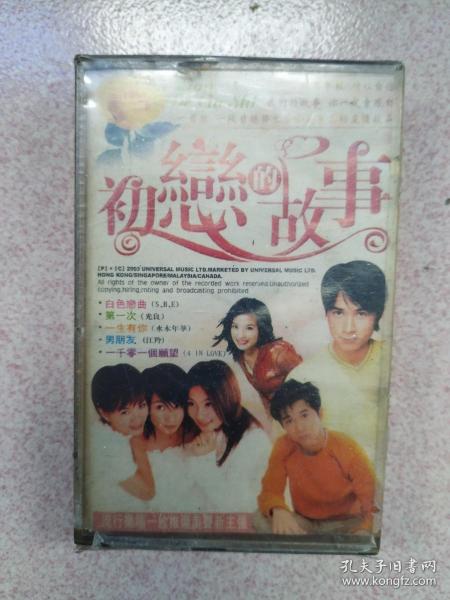 初戀的故事
[P]+[C] 2003 UNIVERSAL MUSIC LTD.MARKETED BY UNIVERSAL MUSIC LTD.
HONG KONG/SINGAPORE/MALAYSIA/CANADA.
All rights of the owner of the recorded work reserved.Unauthorized
copying,hiring,rnting and broadcasting prohibited.
·白色戀曲 (S.B.E)
·第一次 (光良)
·一生有你 (水木年華)
·男朋友 (江羚)
·一千零一個願望 (4 IN LOVE)
孔夫子旧书网
www.kongfz.com